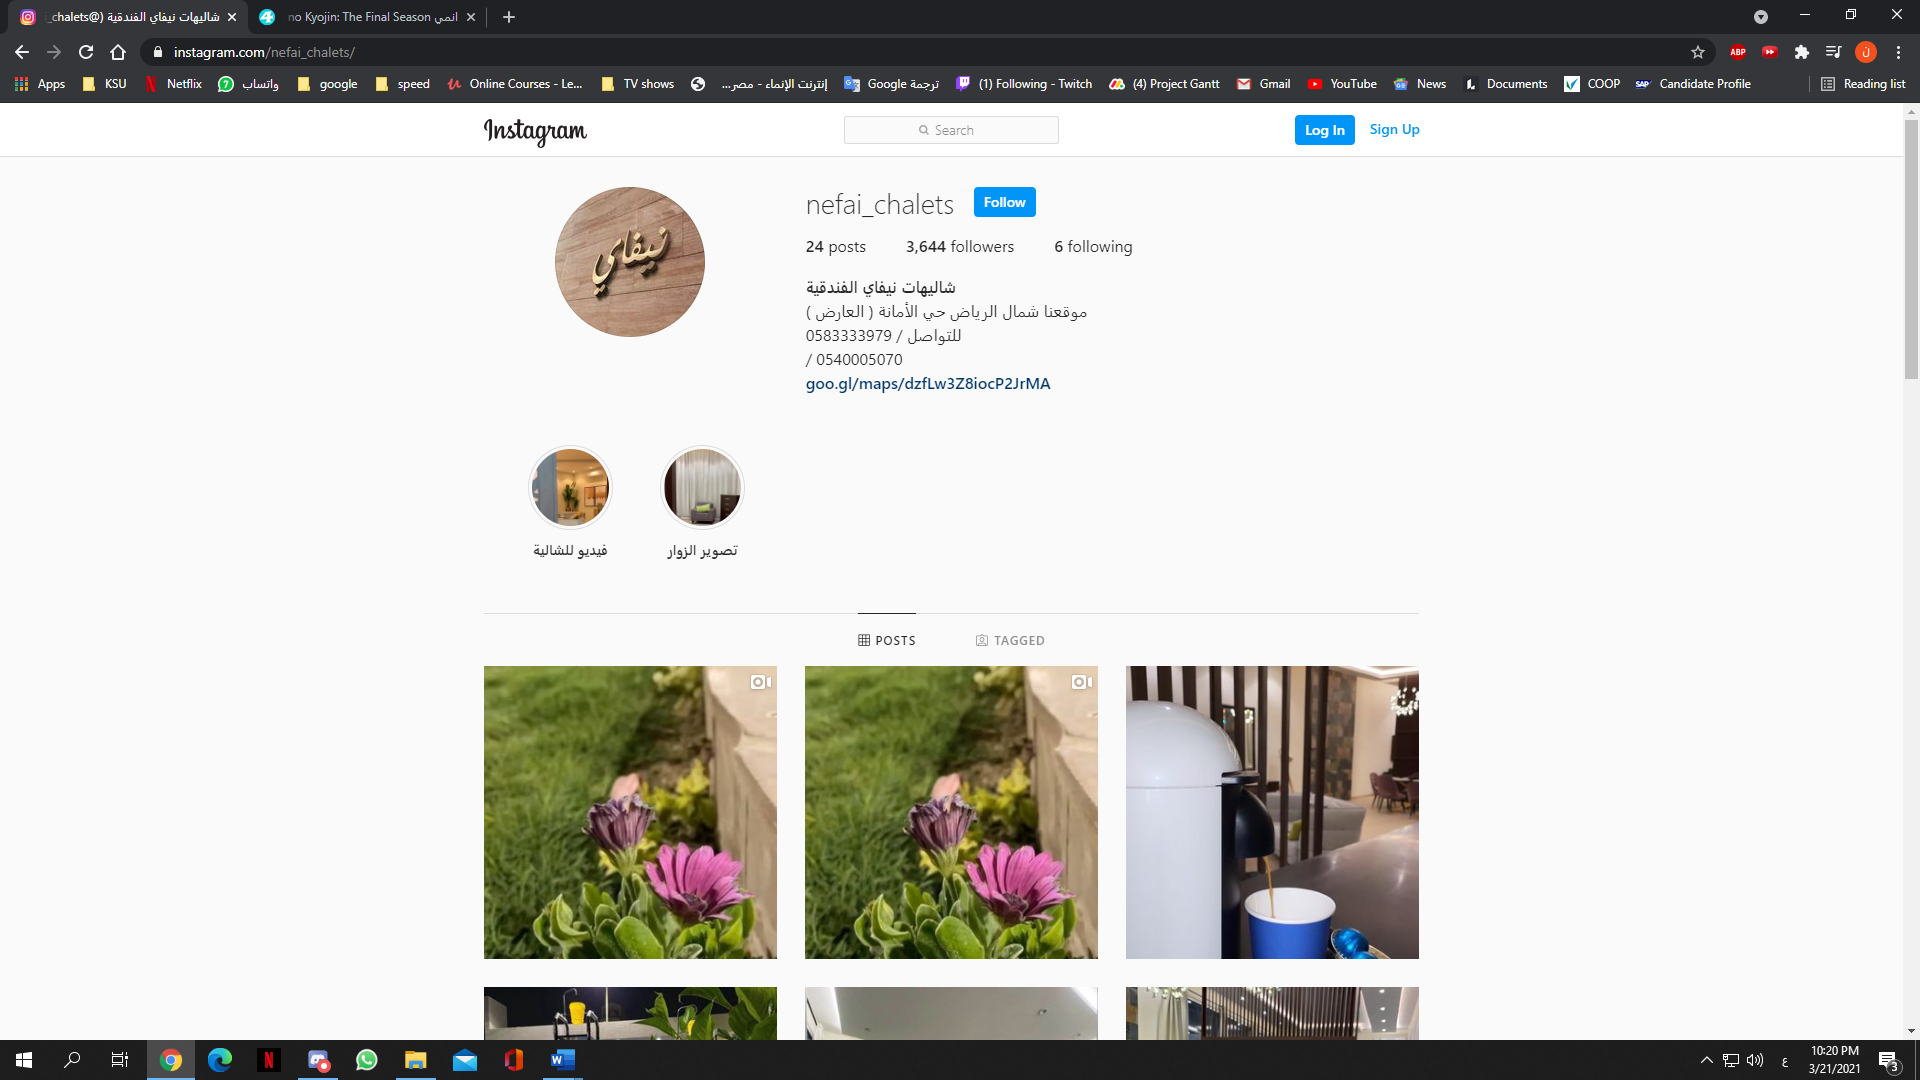 شاليهات نيفاي الفندقية (@chalets
انمي no Kyojin: The Final Season
instagram.com/nefai_chalets/
ABP
Apps
KSU
Netflix
واتساب
google
speed
Online Courses - Le...
TV shows
إنترنت الإنماء - مصر...
ترجمة Google
(1) Following - Twitch
(4) Project Gantt
Gmail
YouTube
News
Documents
COOP
SAP
Candidate Profile
Reading list
Instagram
Search
Log In
Sign Up
نيفاي
nefai_chalets
Follow
24 posts
3,644 followers
6 following
شاليهات نيفاي الفندقية
موقعنا شمال الرياض حي الأمانة ( العارض )
للتواصل / 0583333979
/ 0540005070
goo.gl/maps/dzfLw3Z8iocP2JrMA
فيديو للشالية
تصوير الزوار
POSTS
TAGGED
ع
10:20 PM
3/21/2021
3